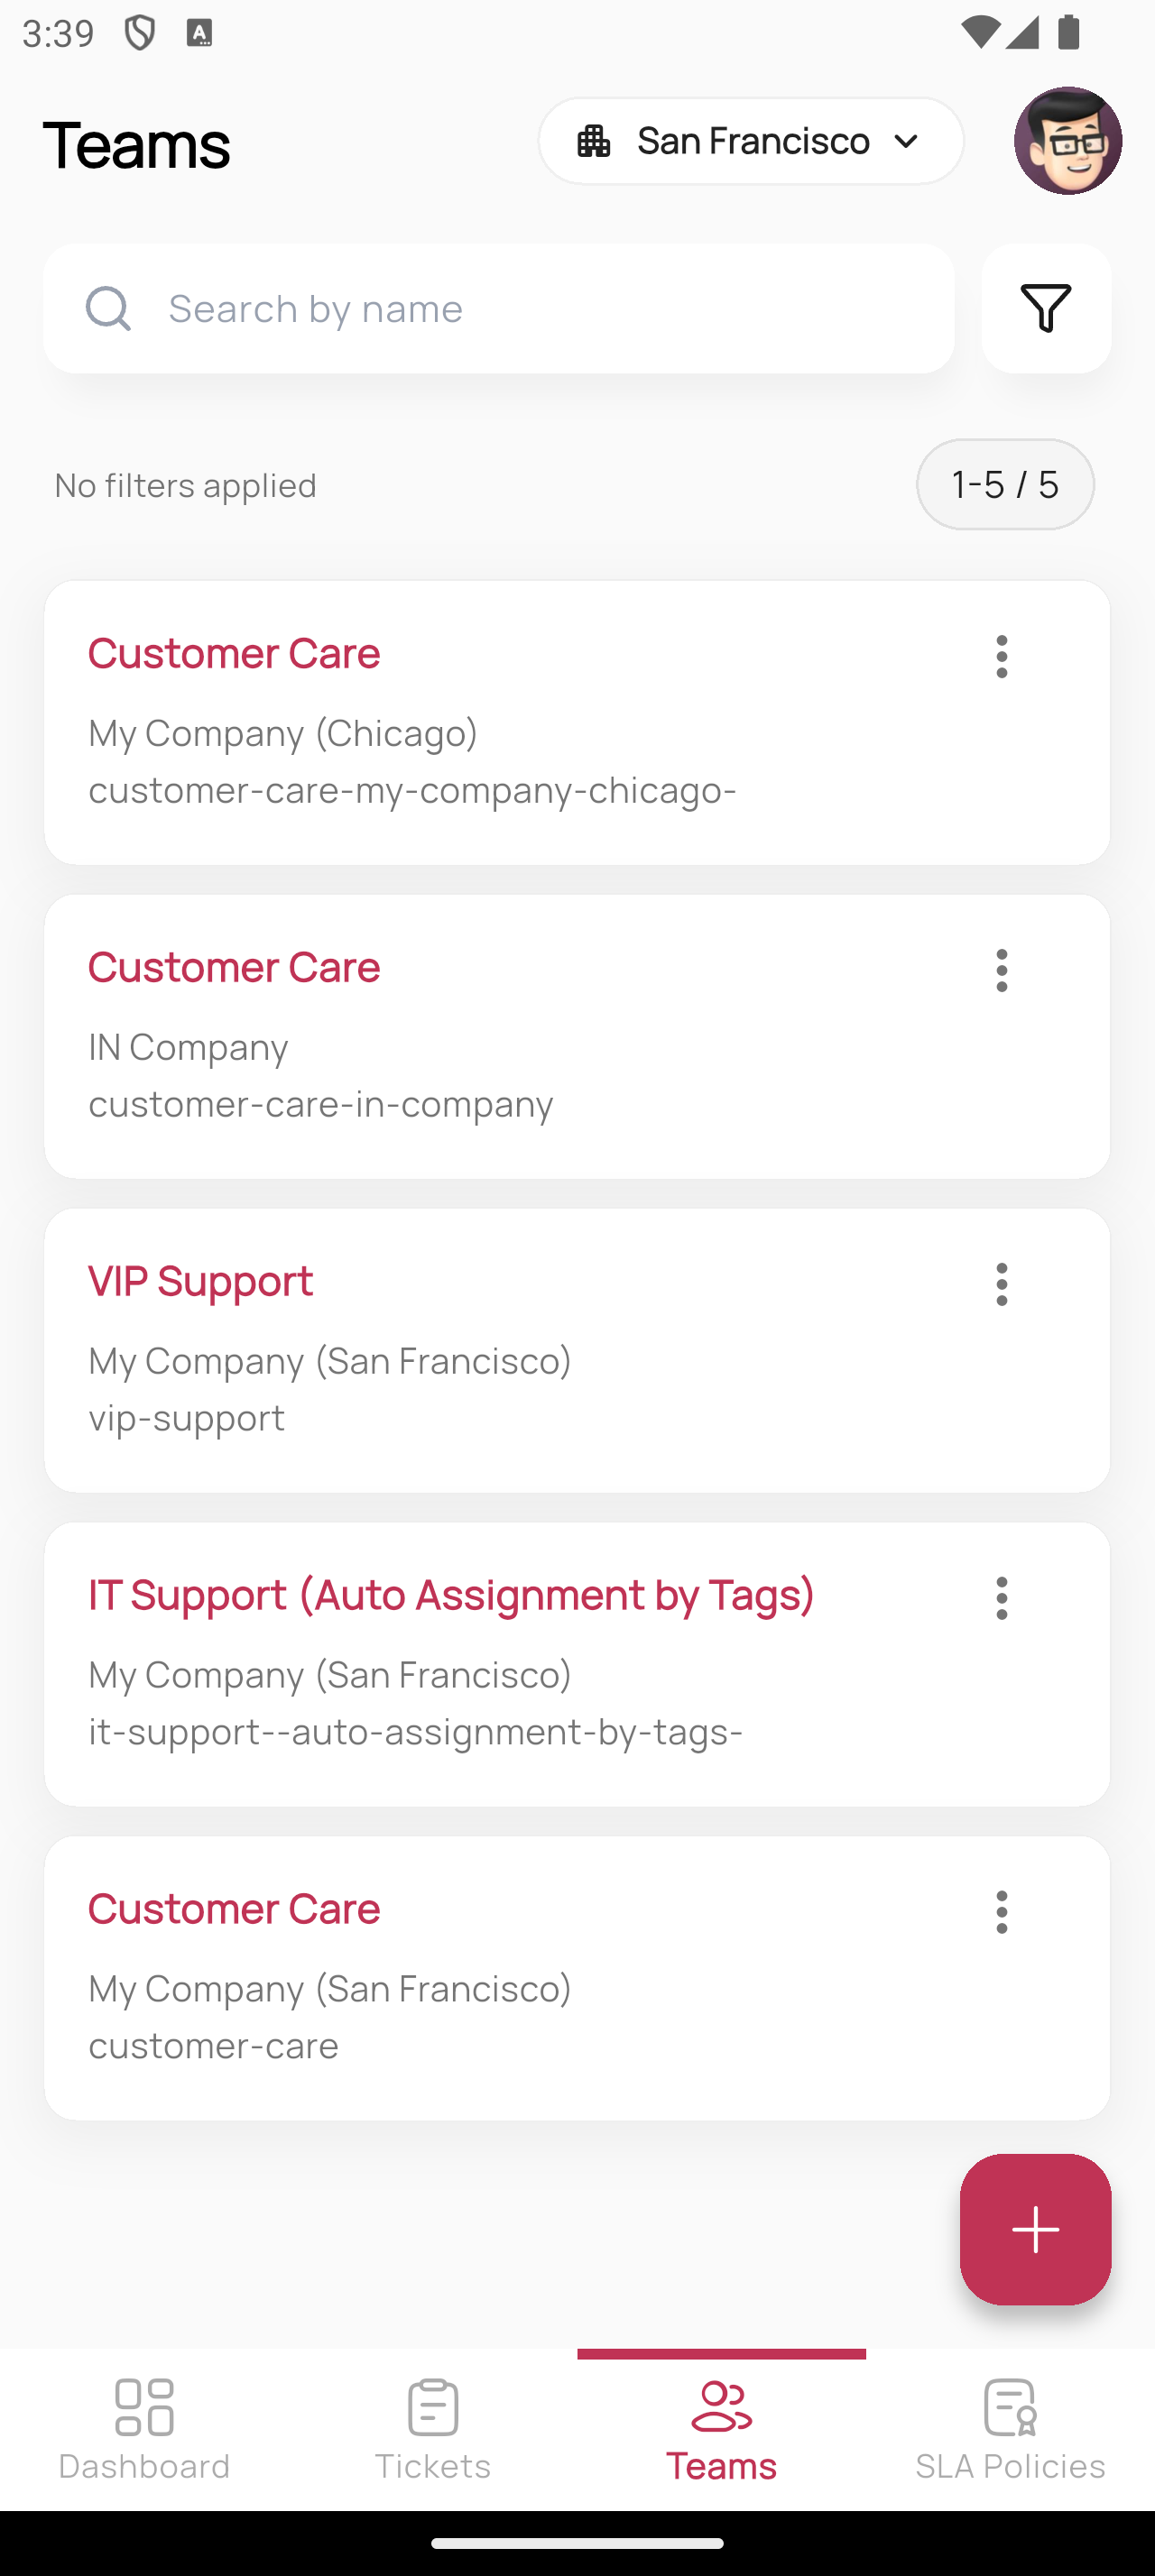 3:39
Teams
San Francisco
Search by name
No filters applied
1-5 / 5
Customer Care
My Company (Chicago)
customer-care-my-company-chicago-
Customer Care
IN Company
customer-care-in-company
VIP Support
My Company (San Francisco)
vip-support
IT Support (Auto Assignment by Tags)
My Company (San Francisco)
it-support--auto-assignment-by-tags-
Customer Care
My Company (San Francisco)
customer-care
Dashboard
Tickets
Teams
SLA Policies